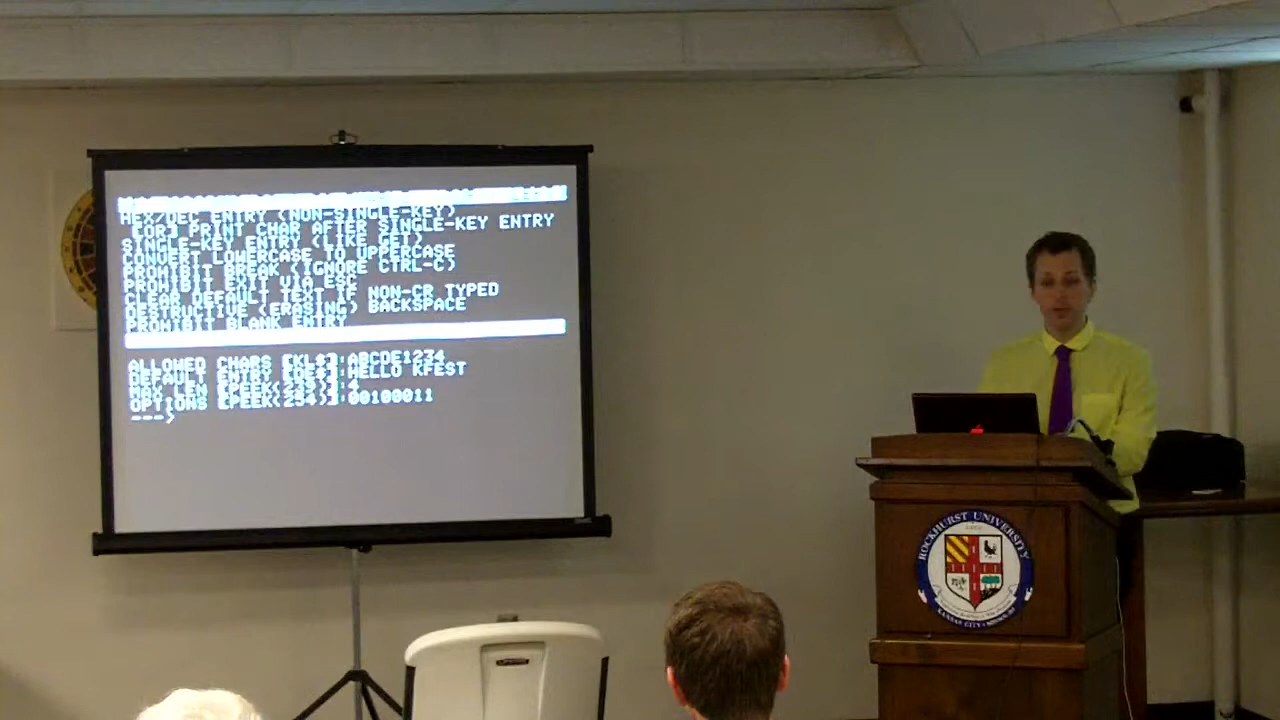 HEX/DEC ENTRY (NON-SINGLE-KEY)
[OR] PRINT CHAR AFTER SINGLE-KEY ENTRY
SINGLE-KEY ENTRY (LIKE GET)
CONVERT LOWERCASE TO UPPERCASE
PROHIBIT BREAK (IGNORE CTRL-C)
PROHIBIT EXIT VIA ESC
CLEAR DEFAULT TEXT IF NON-CR TYPED
DESTRUCTIVE (ERASING) BACKSPACE
PROHIBIT BLANK ENTRY
ALLOWED CHARS [KL$]:ABCDE1234
DEFAULT ENTRY [DE$]:HELLO KFEST
MAX LEN [PEEK(235)]:4
OPTIONS [PEEK(254)]:00100011
--->
ROCKHURST UNIVERSITY
KANSAS CITY • MISSOURI